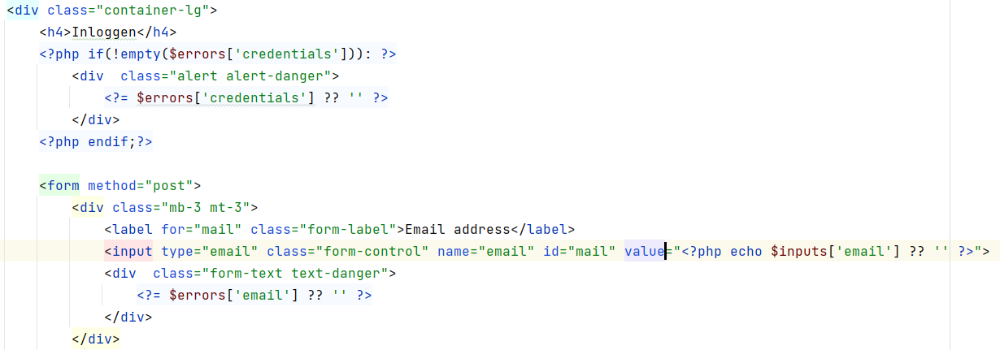 <div class="container-lg">
    <h4>Inloggen</h4>
    <?php if(!empty($errors['credentials'])): ?>
        <div  class="alert alert-danger">
            <?= $errors['credentials'] ?? '' ?>
        </div>
    <?php endif;?>

    <form method="post">
        <div class="mb-3 mt-3">
            <label for="mail" class="form-label">Email address</label>
            <input type="email" class="form-control" name="email" id="mail" value="<?php echo $inputs['email'] ?? '' ?>">
            <div  class="form-text text-danger">
                <?= $errors['email'] ?? '' ?>
            </div>
        </div>